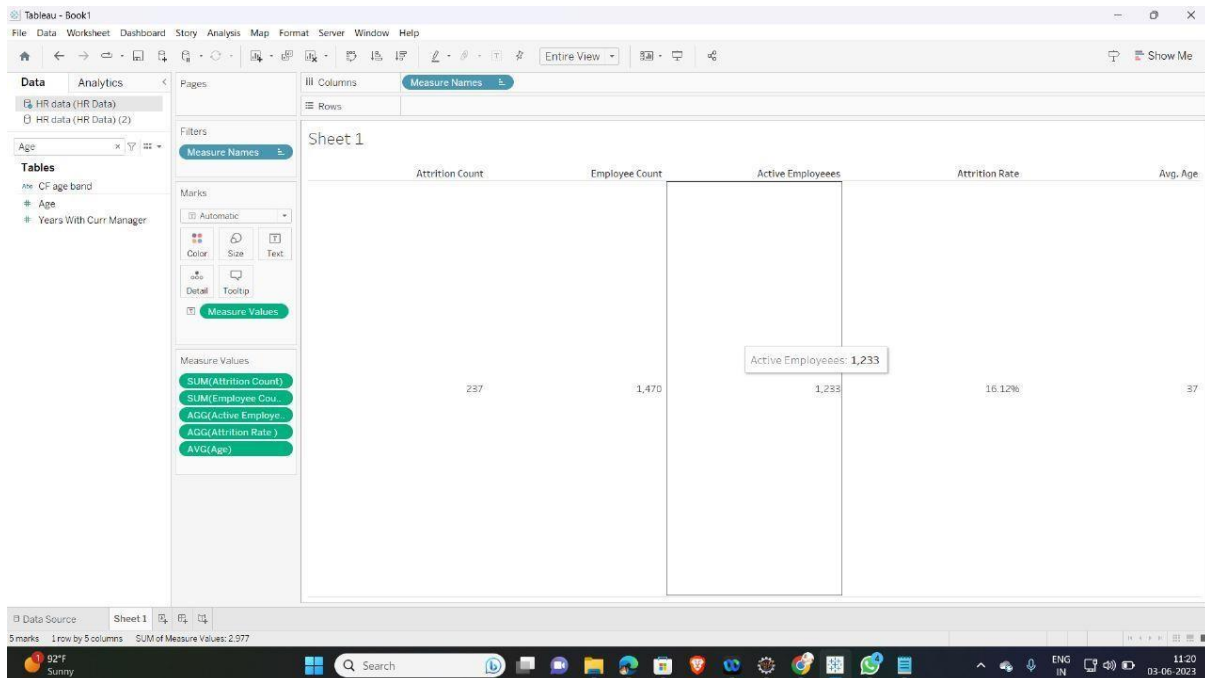 Tableau - Book1
File Data Worksheet Dashboard Story Analysis Map Format Server Window Help
Entire View
Show Me
Data Analytics
HR data (HR Data)
HR data (HR Data) (2)
Age
Tables
Abc CF age band
# Age
# Years With Curr Manager
Pages
Filters
Measure Names
Marks
Automatic
Color Size Text
Detail Tooltip
Measure Values
Measure Values
SUM(Attrition Count)
SUM(Employee Cou..
AGG(Active Employe..
AGG(Attrition Rate )
AVG(Age)
Columns Measure Names
Rows
Sheet 1
Attrition Count Employee Count Active Employeees Attrition Rate Avg. Age
Active Employeees: 1,233
237 1,470 1,233 16.12% 37
Data Source Sheet 1
5 marks 1 row by 5 columns SUM of Measure Values: 2,977
1
92°F
Sunny
Search
ENG
IN
11:20
03-06-2023